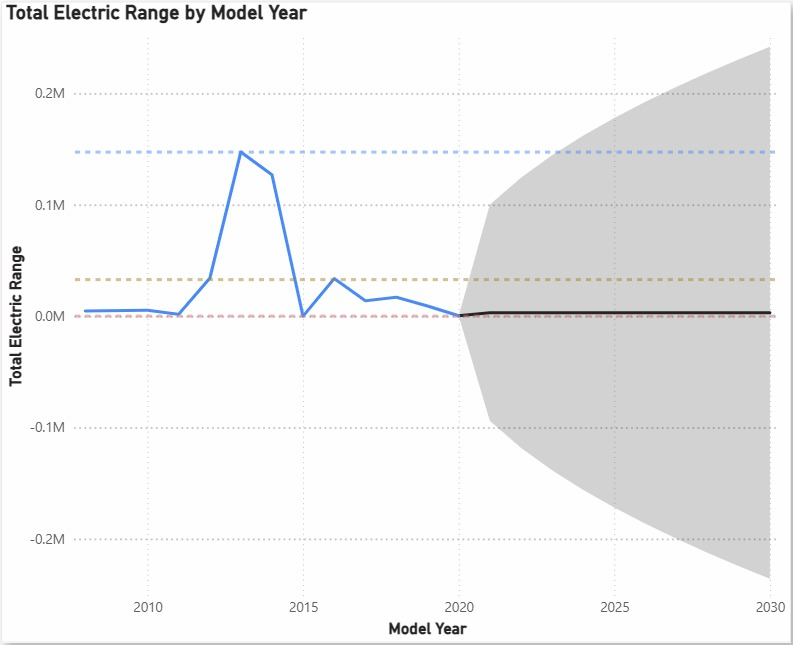 Total Electric Range by Model Year
0.2M
0.1M
0.0M
-0.1M
-0.2M
Total Electric Range
2010 2015 2020 2025 2030
Model Year